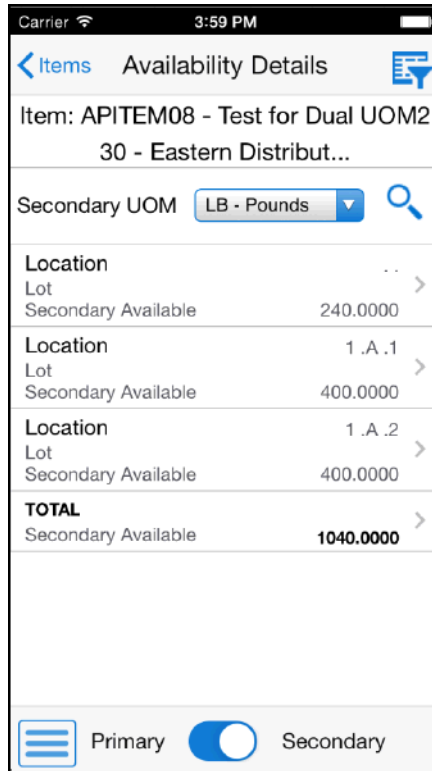 Carrier 3:59 PM
Items Availability Details
Item: APITEM08 - Test for Dual UOM2
30 - Eastern Distribut...
Secondary UOM LB - Pounds
Location . .
Lot
Secondary Available 240.0000
Location 1 .A .1
Lot
Secondary Available 400.0000
Location 1 .A .2
Lot
Secondary Available 400.0000
TOTAL
Secondary Available 1040.0000
Primary Secondary